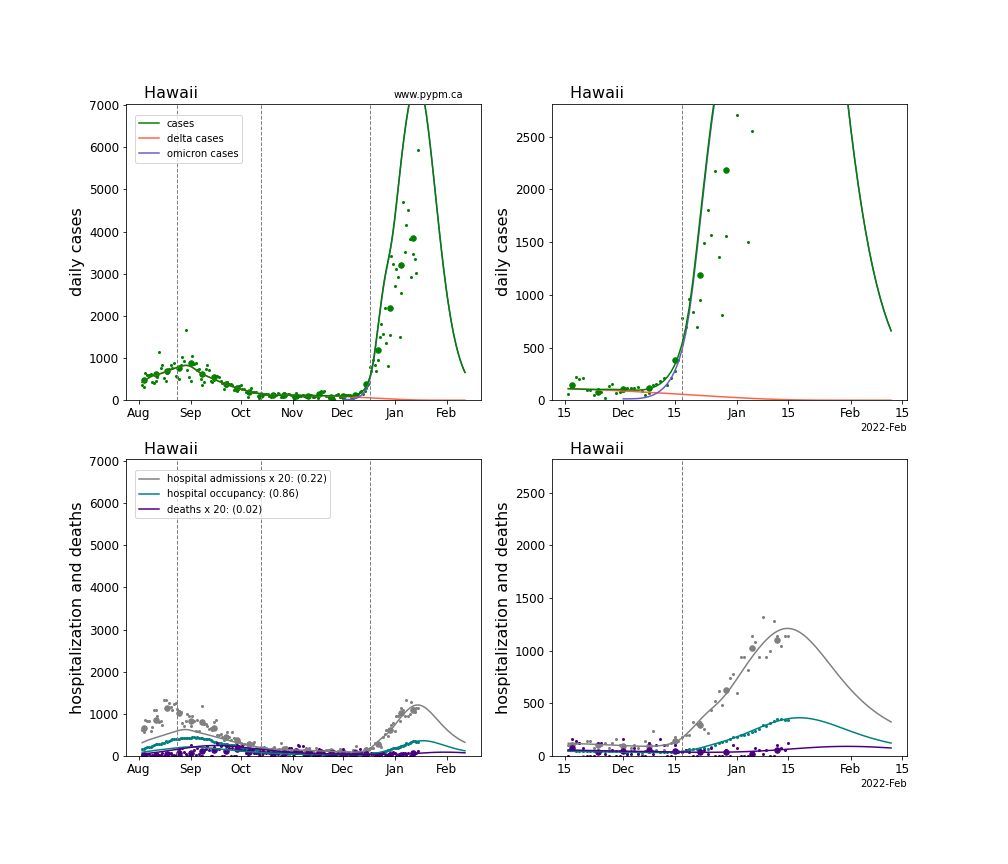 Hawaii
www.pypm.ca
7000
6000
5000
4000
3000
2000
1000
0
daily cases
cases
delta cases
omicron cases
Aug Sep Oct Nov Dec Jan Feb
Hawaii
2500
2000
1500
1000
500
0
daily cases
15 Dec 15 Jan 15 Feb 15
2022-Feb
Hawaii
7000
6000
5000
4000
3000
2000
1000
0
hospitalization and deaths
hospital admissions x 20: (0.22)
hospital occupancy: (0.86)
deaths x 20: (0.02)
Aug Sep Oct Nov Dec Jan Feb
Hawaii
2500
2000
1500
1000
500
0
hospitalization and deaths
15 Dec 15 Jan 15 Feb 15
2022-Feb